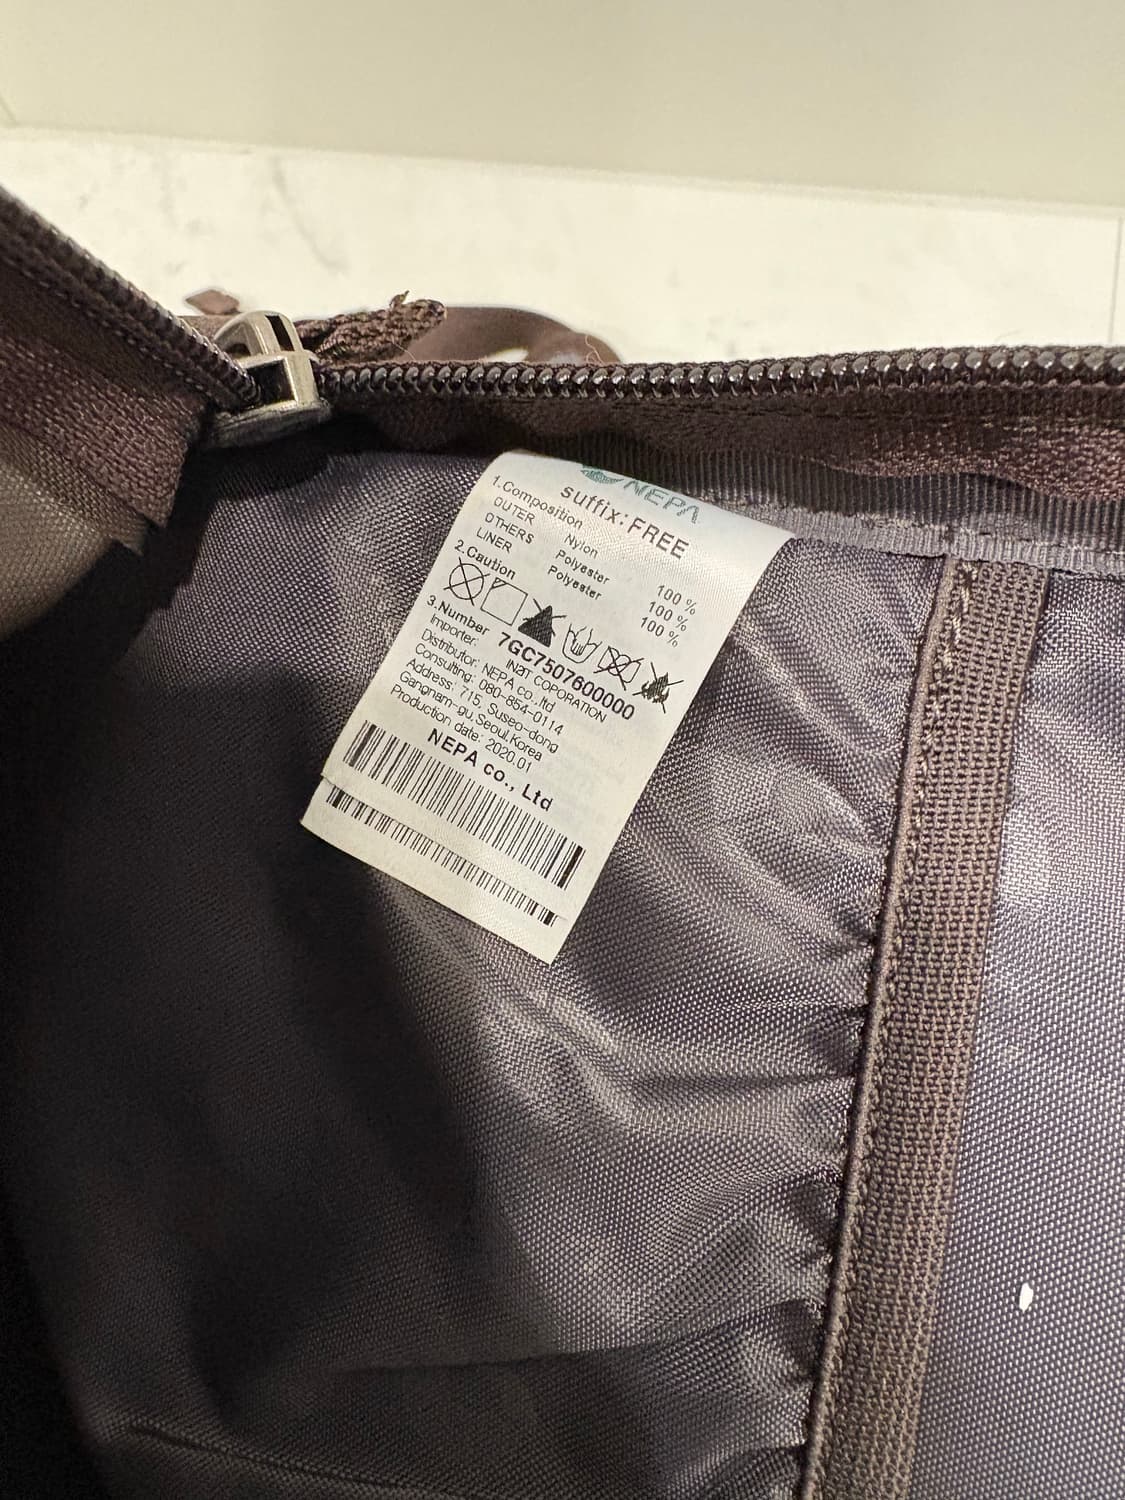 NEPA
suffix: FREE
1.Composition
OUTER Nylon 100 %
OTHERS Polyester 100 %
LINER Polyester 100 %
2.Caution
3.Number 7GC7507600000
Importer: IN2T COPORATION
Distributor: NEPA co.,ltd
Consulting: 080-854-0114
Address: 715, Suseo-dong
Gangnam-gu,Seoul,Korea
Production date: 2020.01
NEPA co., Ltd